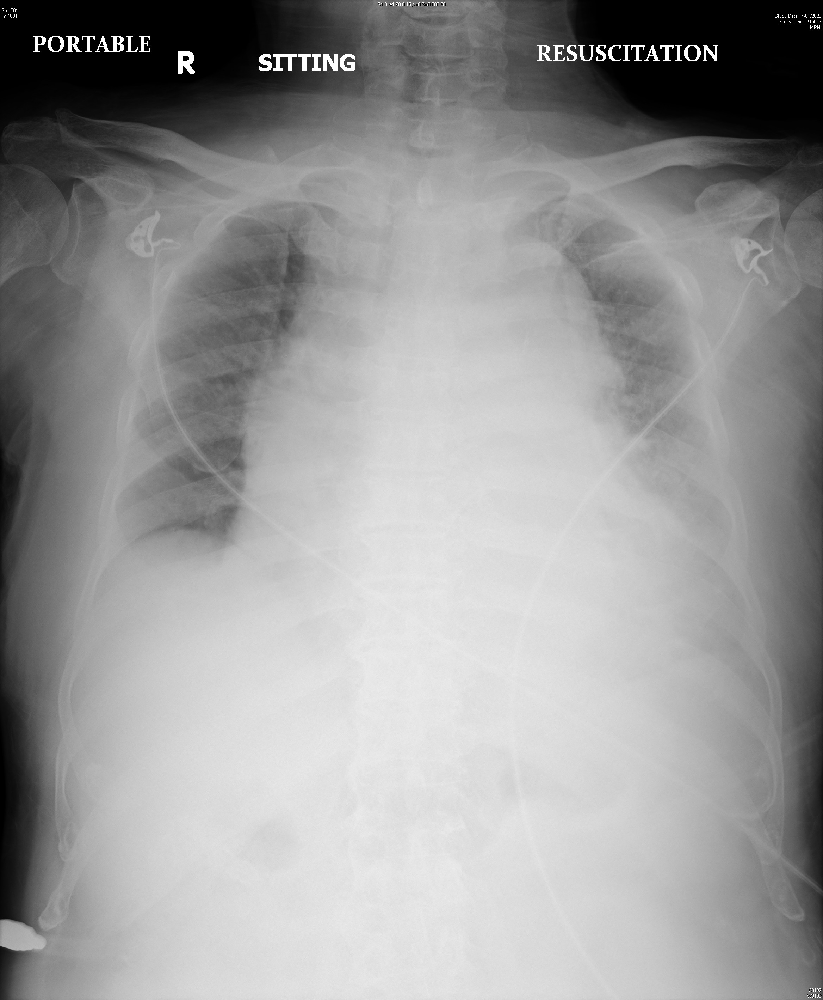 Se:1001
Im:1001
Study Date:14/01/2020
Study Time:22:04:13
MRN:
PORTABLE
R
SITTING
RESUSCITATION
C8192
W9102